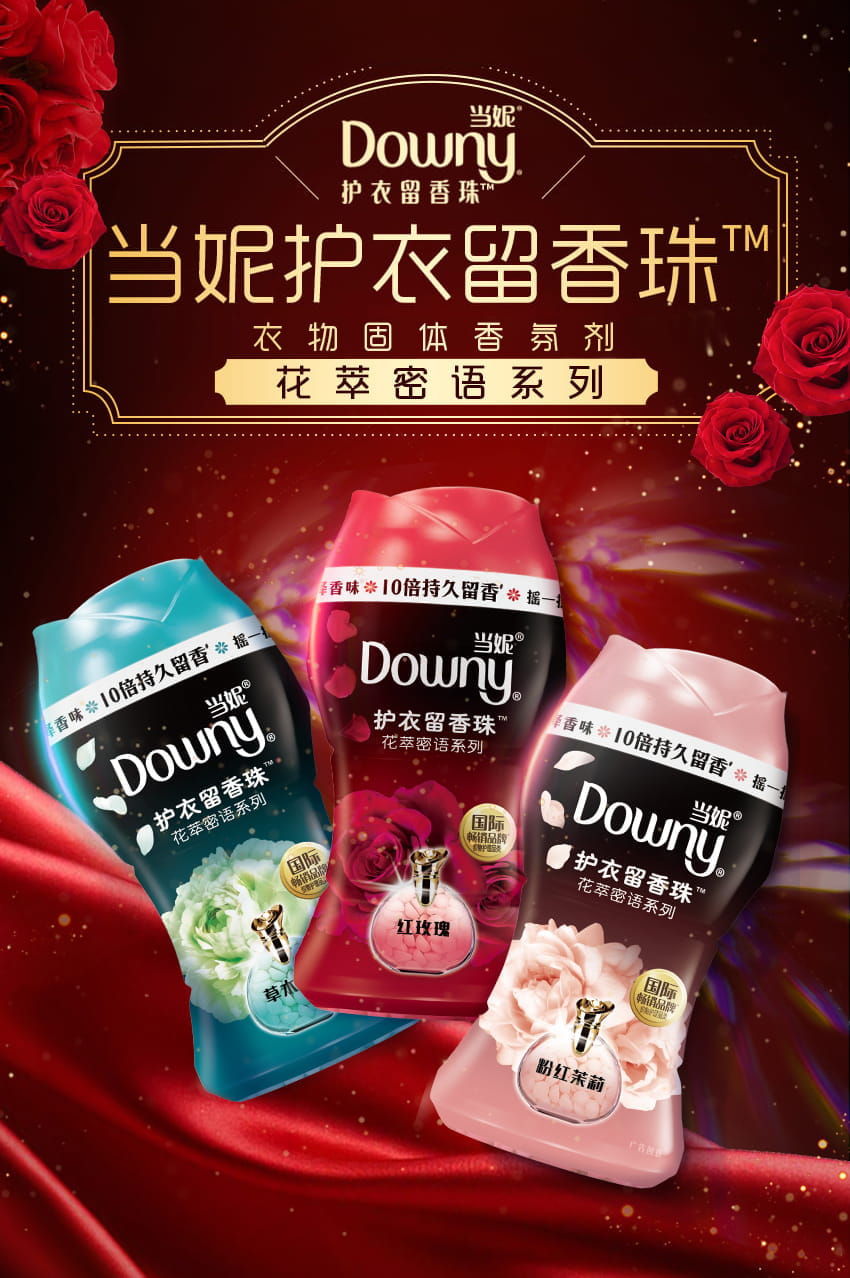 当妮®
Downy®
护衣留香珠™
当妮护衣留香珠™
衣物固体香氛剂
花萃密语系列
香味 10倍持久留香 摇一
当妮®
Downy®
护衣留香珠™
花萃密语系列
国际
畅销品牌
草木
香味 10倍持久留香 摇一
当妮®
Downy®
护衣留香珠™
花萃密语系列
国际
畅销品牌
红玫瑰
香味 10倍持久留香 摇一
当妮®
Downy®
护衣留香珠™
花萃密语系列
国际
畅销品牌
粉红茉莉
广告创意